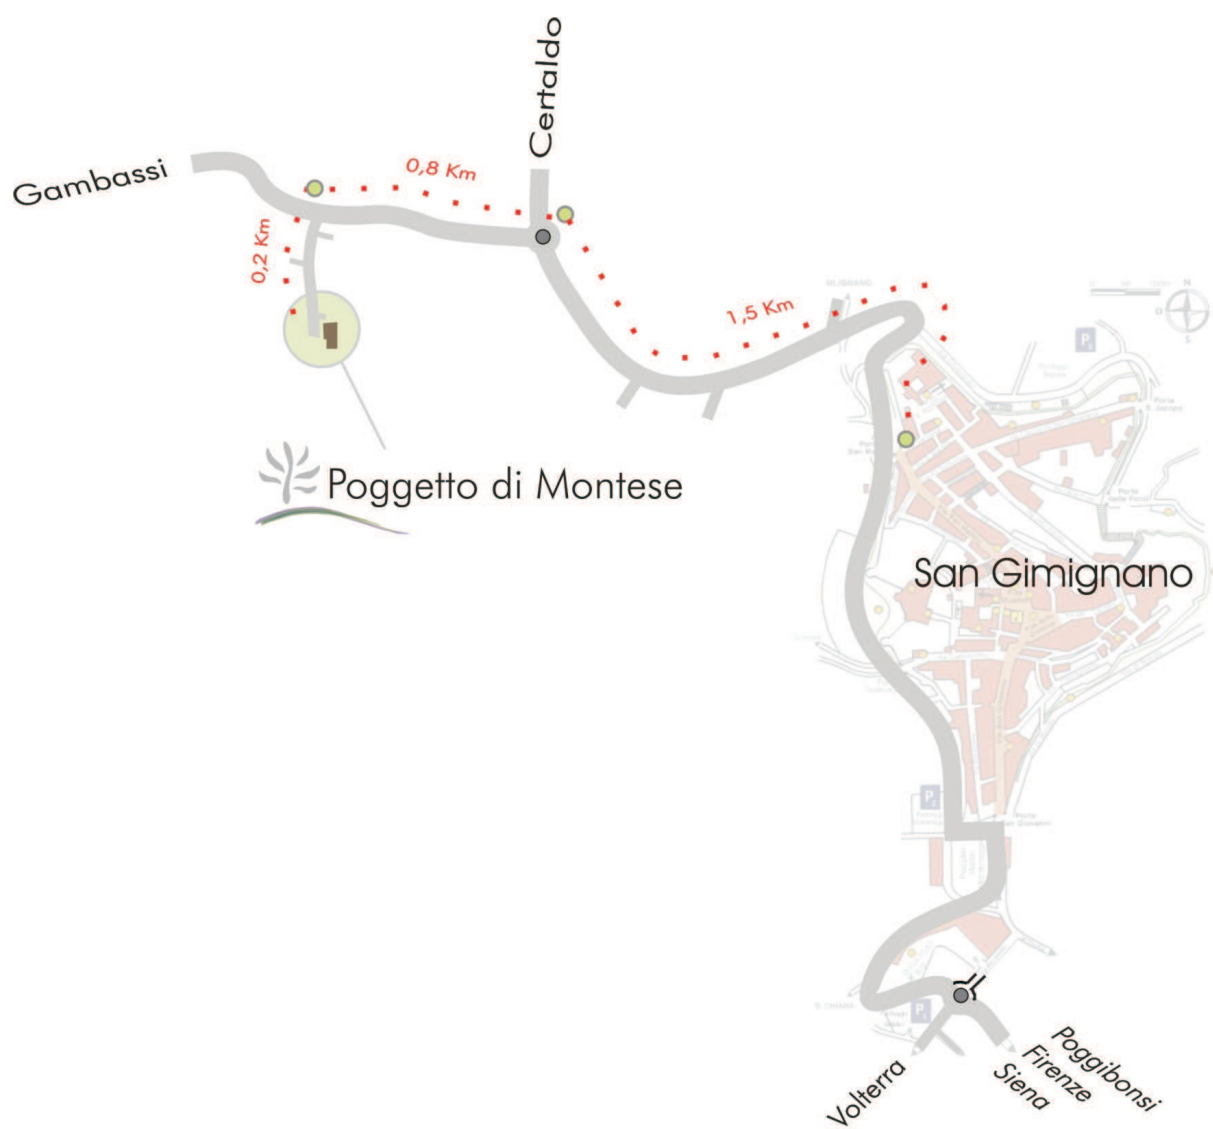 Certaldo
Gambassi
0,8 Km
0,2 Km
1,5 Km
N
O
S
P
Poggetto di Montese
San Gimignano
P
P
Volterra
Poggibonsi
Firenze
Siena